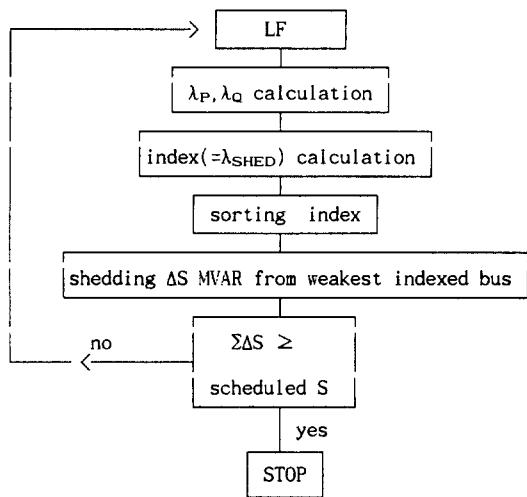 LF
λP, λQ calculation
index(=λSHED) calculation
sorting index
shedding ΔS MVAR from weakest indexed bus
no
ΣΔS ≥
scheduled S
yes
STOP